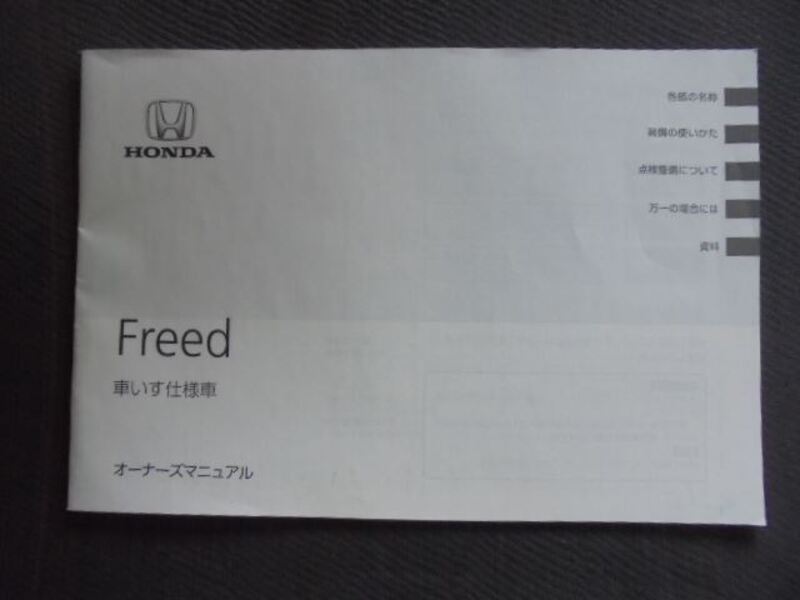 HONDA
各部の名称
装備の使いかた
点検整備について
万一の場合には
資料
Freed
車いす仕様車
オーナーズマニュアル